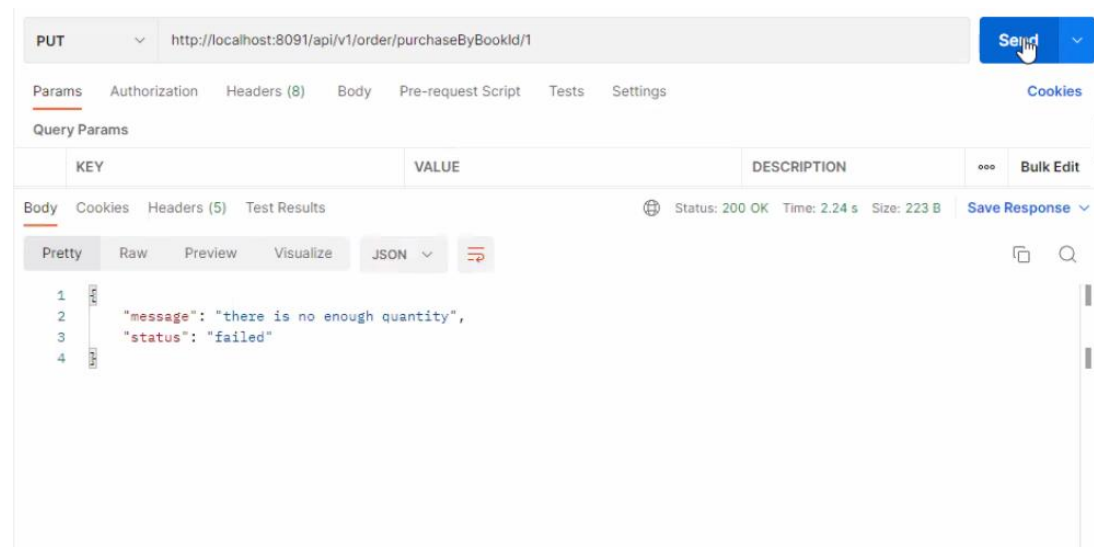 PUT http://localhost:8091/api/v1/order/purchaseByBookId/1 Send
Params Authorization Headers (8) Body Pre-request Script Tests Settings Cookies
Query Params
KEY VALUE DESCRIPTION ooo Bulk Edit
Body Cookies Headers (5) Test Results Status: 200 OK Time: 2.24 s Size: 223 B Save Response
Pretty Raw Preview Visualize JSON
1 {
2 "message": "there is no enough quantity",
3 "status": "failed"
4 }